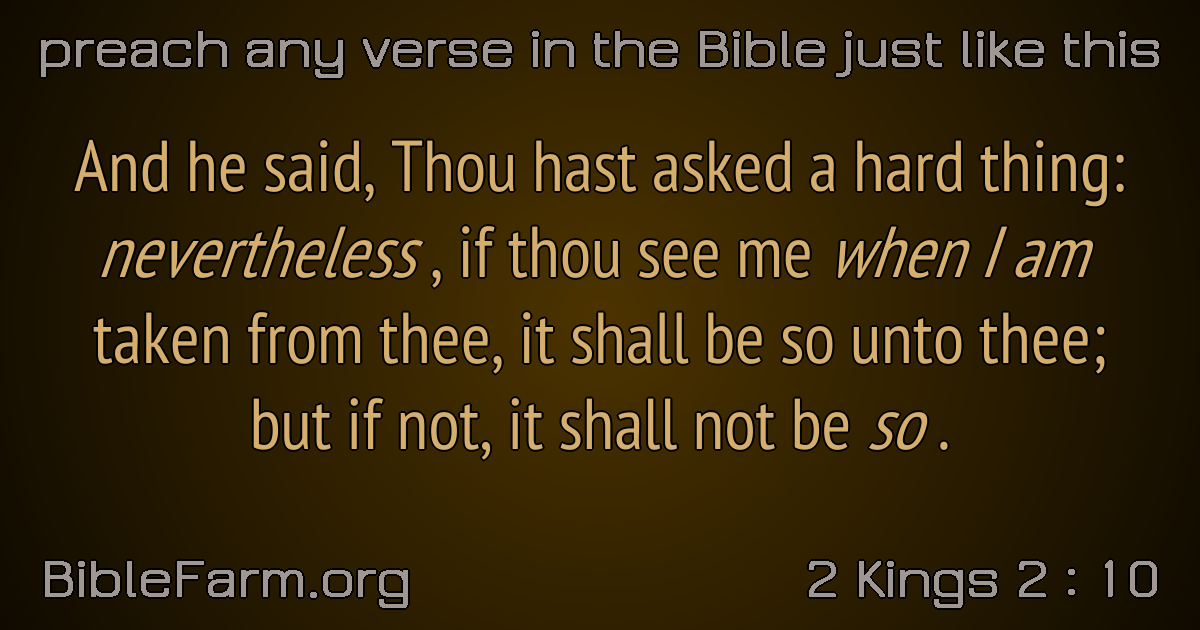 preach any verse in the Bible just like this
And he said, Thou hast asked a hard thing:
nevertheless , if thou see me when I am
taken from thee, it shall be so unto thee;
but if not, it shall not be so .
BibleFarm.org
2 Kings 2 : 10